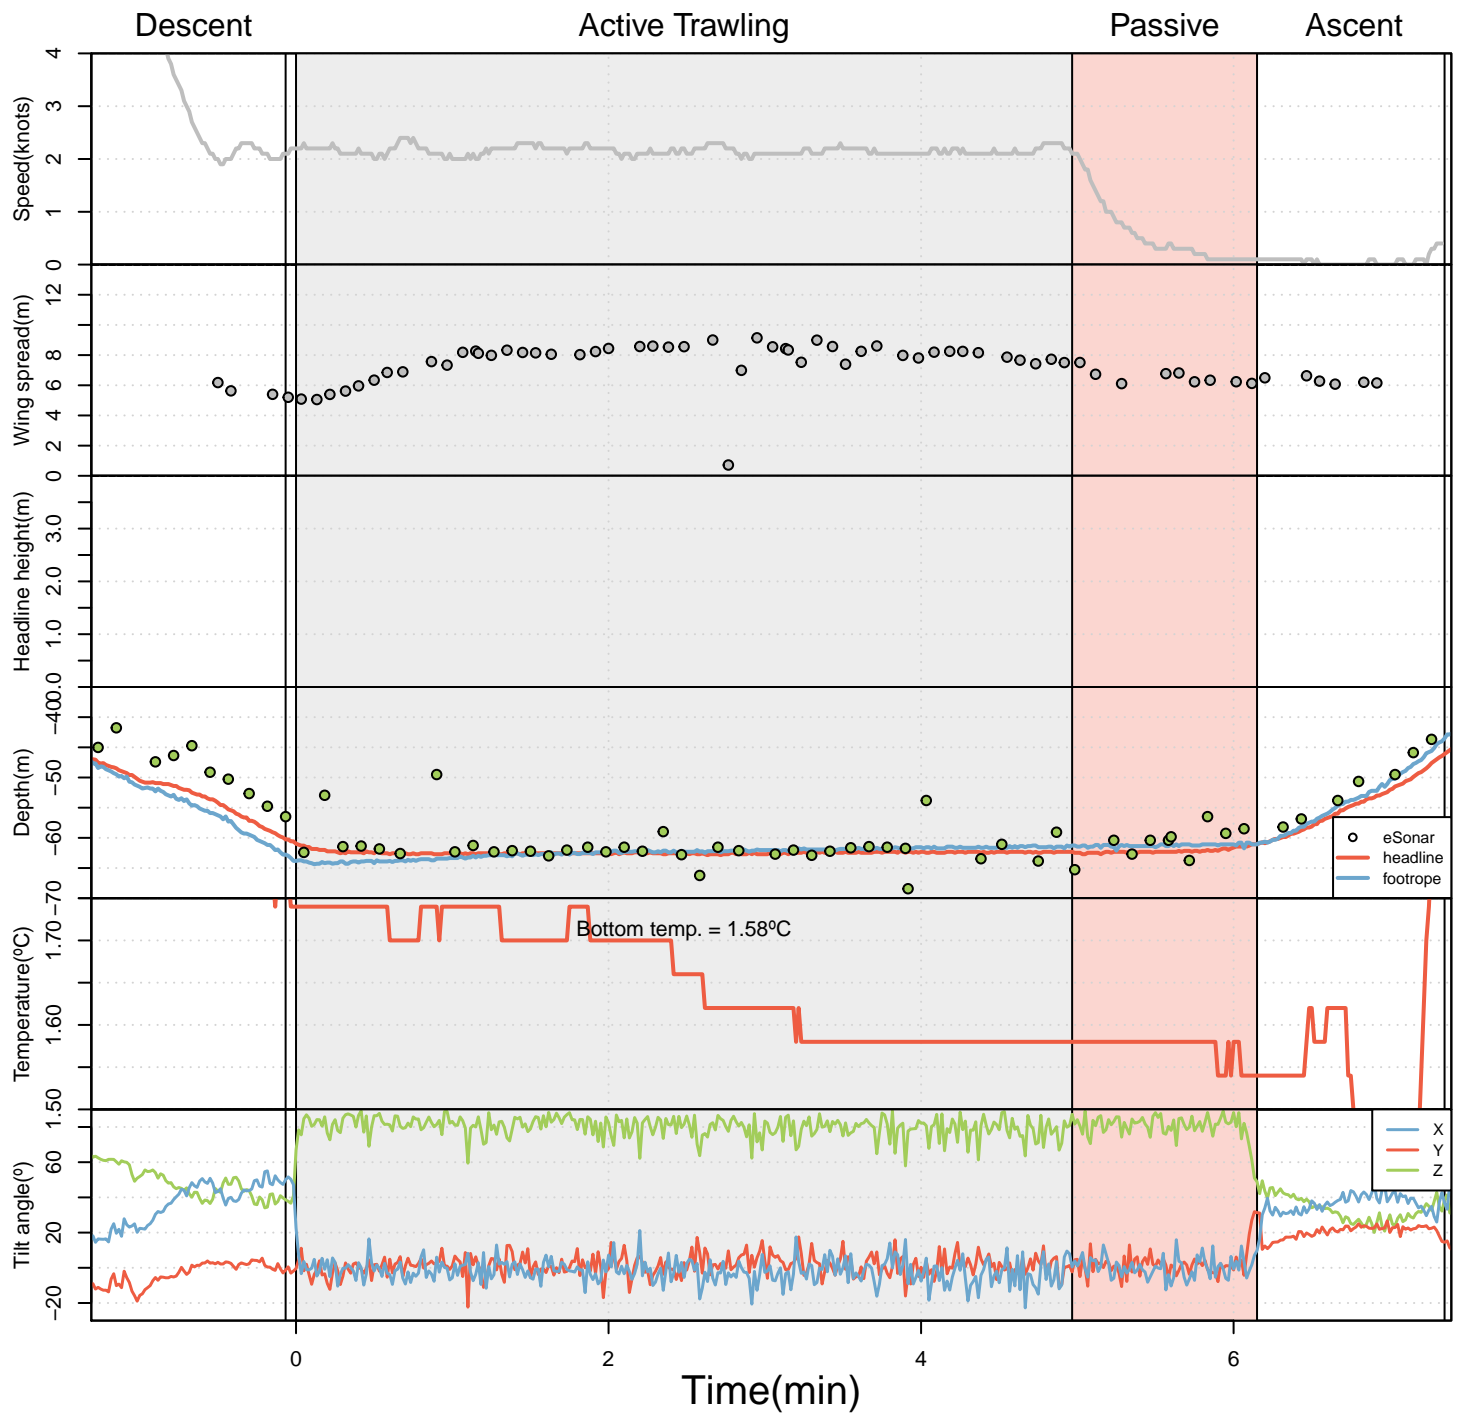 Descent Active Trawling Passive Ascent
Speed(knots)
4
3
2
1
0
Wing spread(m)
12
8
6
4
2
0
Headline height(m)
3.0
2.0
1.0
0.0
Depth(m)
−40
−50
−60
−70
eSonar
headline
footrope
Temperature(ºC)
1.70
1.60
1.50
Bottom temp. = 1.58ºC
Tilt angle(º)
60
20
−20
X
Y
Z
0 2 4 6
Time(min)